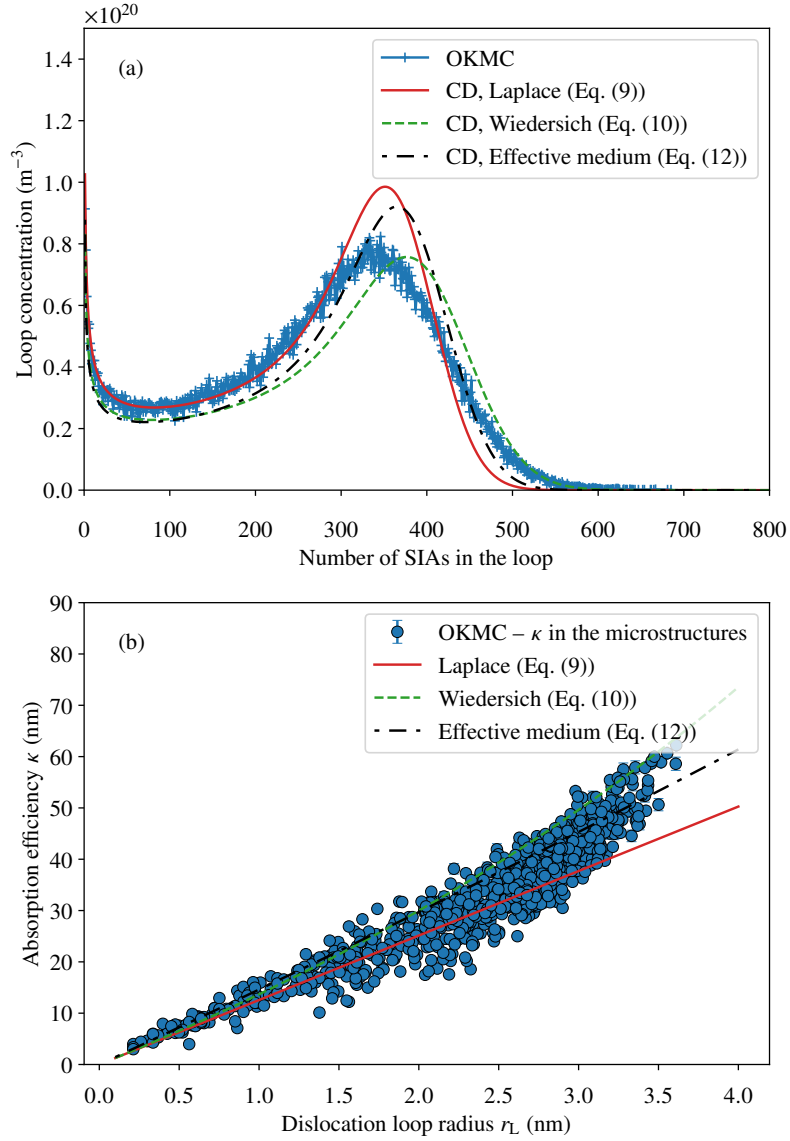 ×10²⁰
(a)
OKMC
CD, Laplace (Eq. (9))
CD, Wiedersich (Eq. (10))
CD, Effective medium (Eq. (12))
Loop concentration (m⁻³)
1.4
1.2
1.0
0.8
0.6
0.4
0.2
0.0
0 100 200 300 400 500 600 700 800
Number of SIAs in the loop
(b)
OKMC – κ in the microstructures
Laplace (Eq. (9))
Wiedersich (Eq. (10))
Effective medium (Eq. (12))
Absorption efficiency κ (nm)
90
80
70
60
50
40
30
20
10
0
0.0 0.5 1.0 1.5 2.0 2.5 3.0 3.5 4.0
Dislocation loop radius r_L (nm)